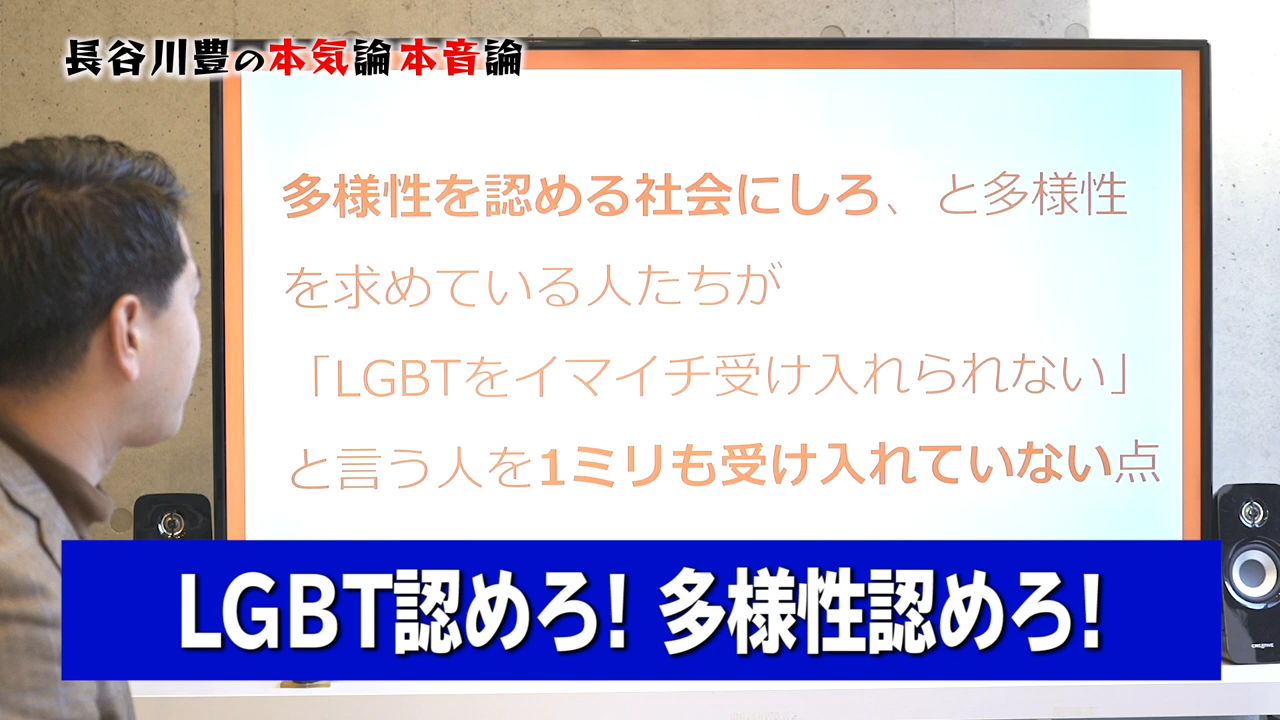 長谷川豊の本気論本音論
多様性を認める社会にしろ、と多様性
を求めている人たちが
「LGBTをイマイチ受け入れられない」
と言う人を1ミリも受け入れていない点
LGBT認めろ! 多様性認めろ!
CREATIVE